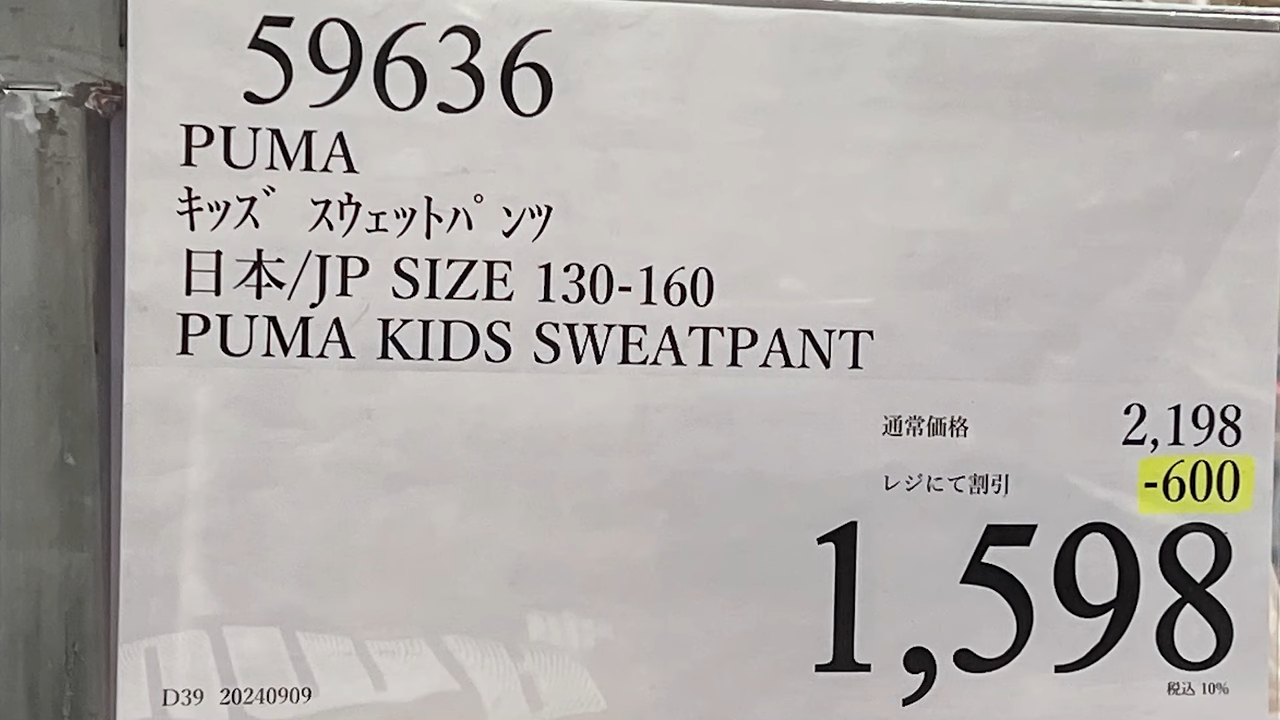 59636
PUMA
ｷｯｽﾞ ｽｳｪｯﾄﾊﾟﾝﾂ
日本/JP SIZE 130-160
PUMA KIDS SWEATPANT
通常価格 2,198
レジにて割引 -600
1,598
税込 10%
D39 20240909